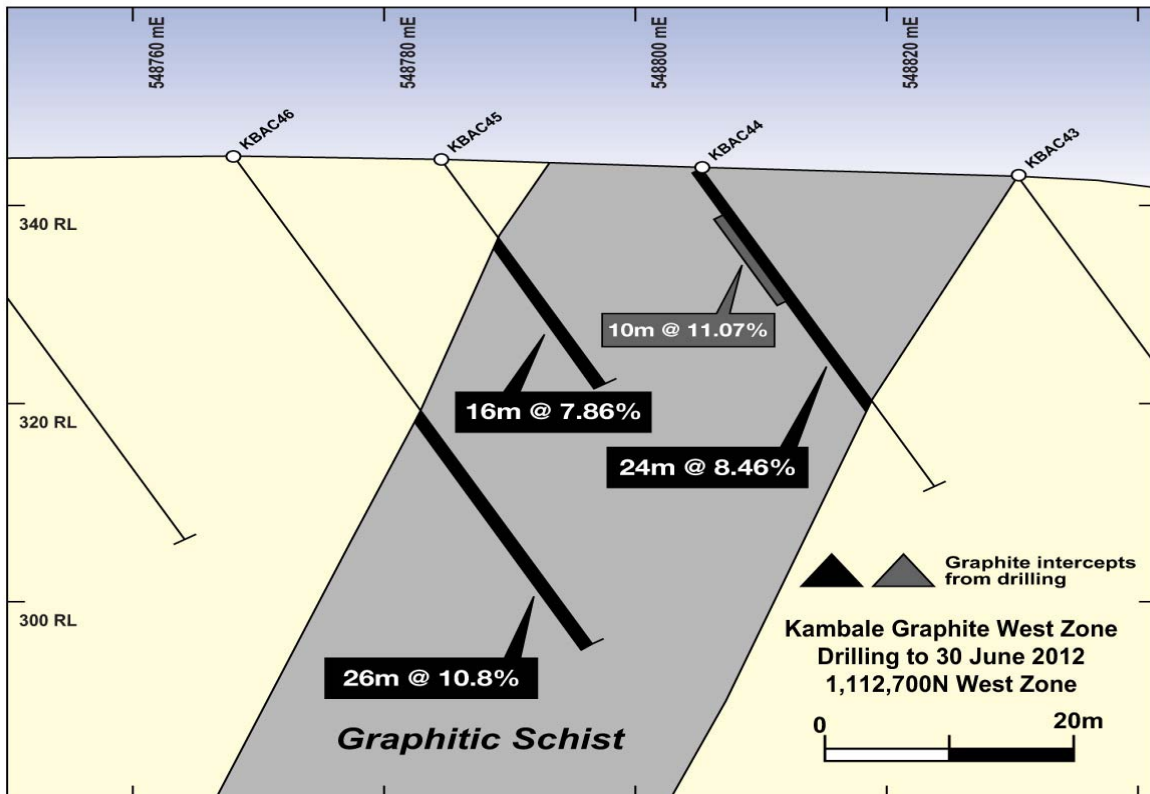 548760 mE
548780 mE
548800 mE
548820 mE
KBAC46
KBAC45
KBAC44
KBAC43
340 RL
10m @ 11.07%
16m @ 7.86%
320 RL
24m @ 8.46%
Graphite intercepts
from drilling
300 RL
Kambale Graphite West Zone
Drilling to 30 June 2012
1,112,700N West Zone
26m @ 10.8%
0
20m
Graphitic Schist